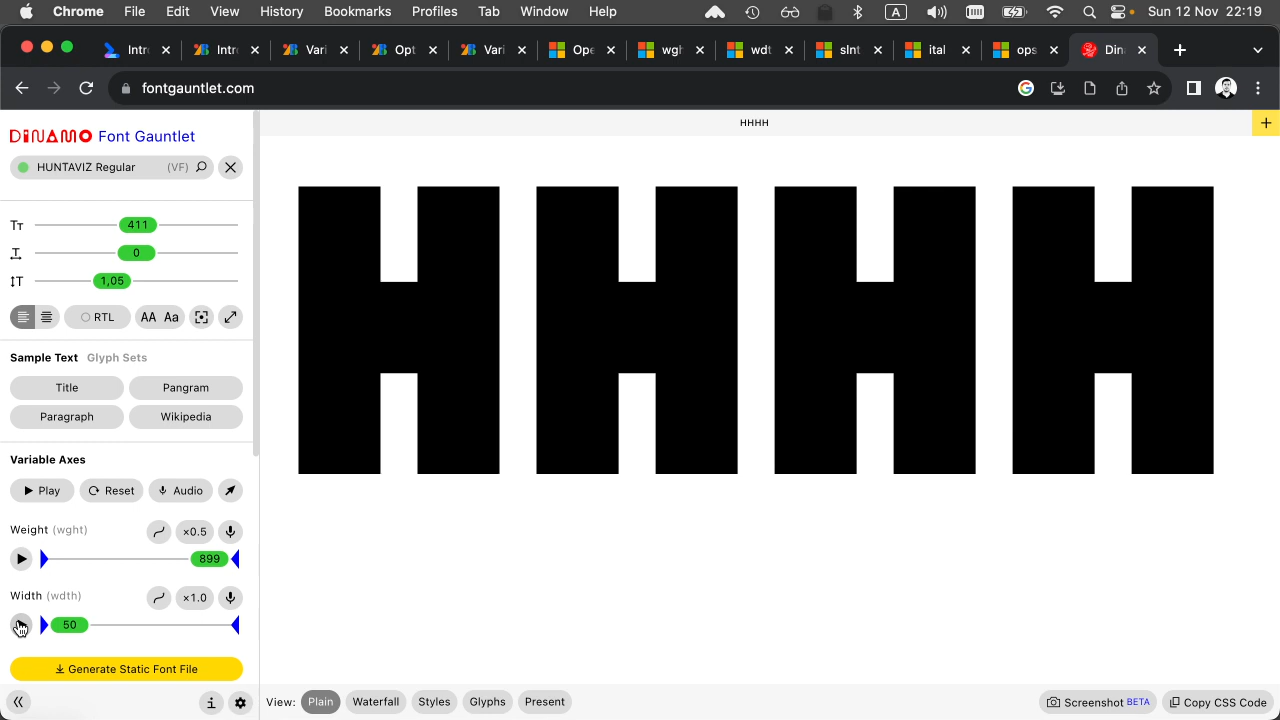 Chrome File Edit View History Bookmarks Profiles Tab Window Help A Sun 12 Nov 22:19
Intr Intr Vari Opt Vari Ope wgh wdt slnt ital ops Din
fontgauntlet.com
DINAMO Font Gauntlet
HHHH
HUNTAVIZ Regular (VF)
411
0
1,05
RTL AA Aa
Sample Text Glyph Sets
Title Pangram
Paragraph Wikipedia
Variable Axes
Play Reset Audio
Weight (wght) ×0.5
899
Width (wdth) ×1.0
50
Generate Static Font File
HHHH
View: Plain Waterfall Styles Glyphs Present Screenshot BETA Copy CSS Code